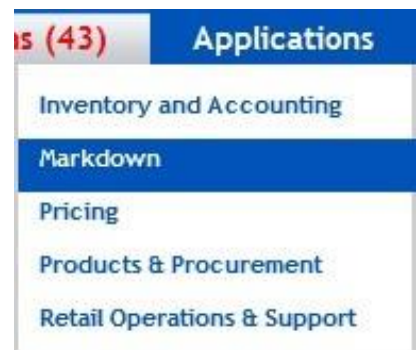 s (43) Applications
Inventory and Accounting
Markdown
Pricing
Products & Procurement
Retail Operations & Support